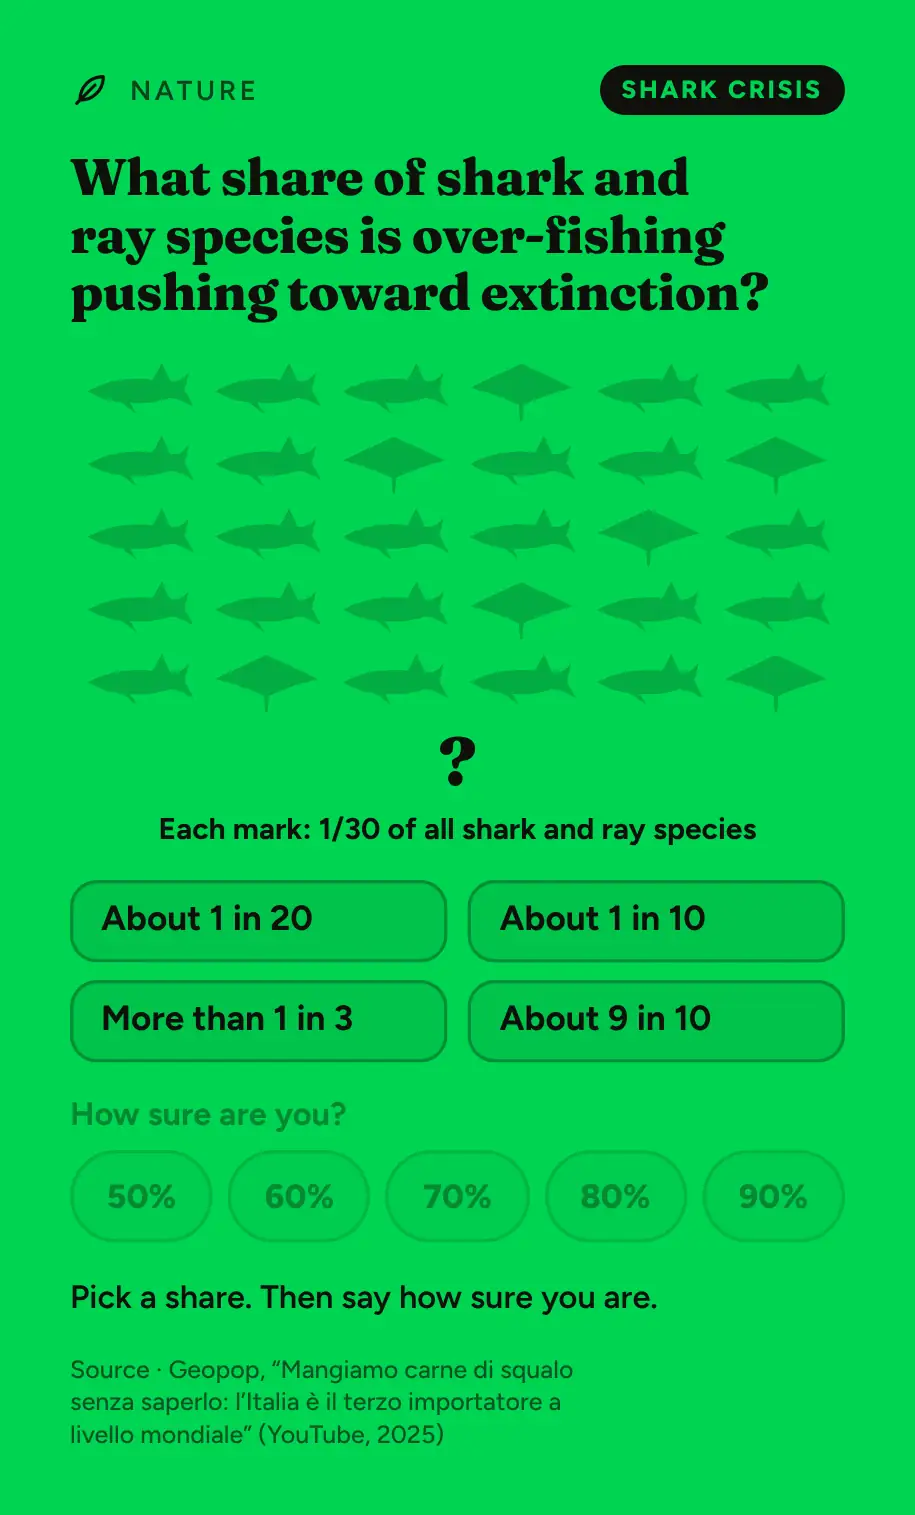 NATURE
SHARK CRISIS
What share of shark and
ray species is over-fishing
pushing toward extinction?
?
Each mark: 1/30 of all shark and ray species
About 1 in 20
About 1 in 10
More than 1 in 3
About 9 in 10
How sure are you?
50%
60%
70%
80%
90%
Pick a share. Then say how sure you are.
Source · Geopop, “Mangiamo carne di squalo
senza saperlo: l’Italia è il terzo importatore a
livello mondiale” (YouTube, 2025)